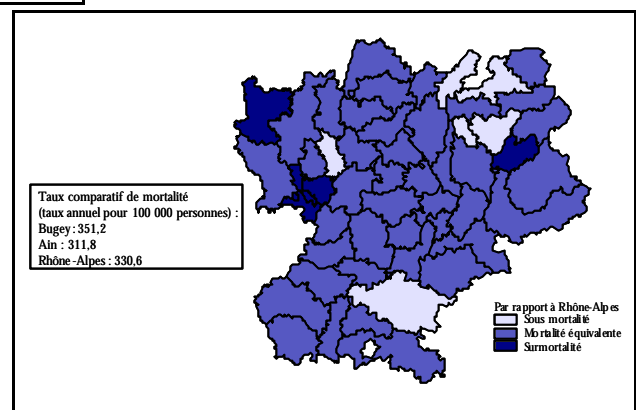 Taux comparatif de mortalité
(taux annuel pour 100 000 personnes) :
Bugey : 351,2
Ain : 311,8
Rhône-Alpes : 330,6
Par rapport à Rhône-Alpes
Sous mortalité
Mortalité équivalente
Surmortalité